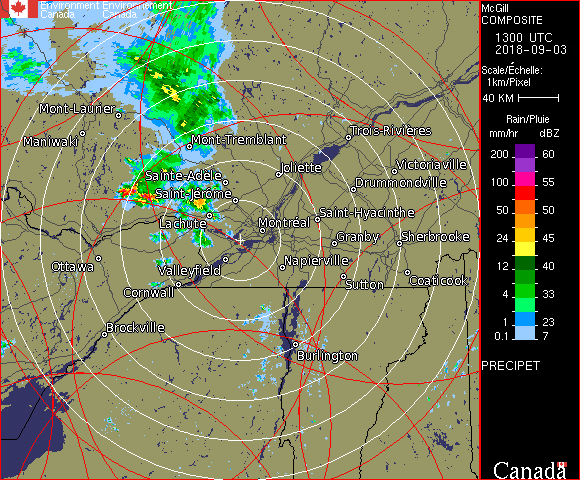 Environment Environnement
Canada Canada
McGill
COMPOSITE
1300 UTC
2018-09-03
Scale/Échelle:
1km/Pixel
40 KM
Rain/Pluie
mm/hr dBZ
200 60
150 57
100 55
50 50
24 45
12 40
4 33
1 23
0.1 7
PRECIPET
Canada
Mont-Laurier
Maniwaki
Mont-Tremblant
Trois-Rivières
Joliette
Victoriaville
Sainte-Adèle
Drummondville
Saint-Jérôme
Saint-Hyacinthe
Lachute
Montréal
Granby
Sherbrooke
Ottawa
Valleyfield
Napierville
Sutton
Coaticook
Cornwall
Brockville
Burlington